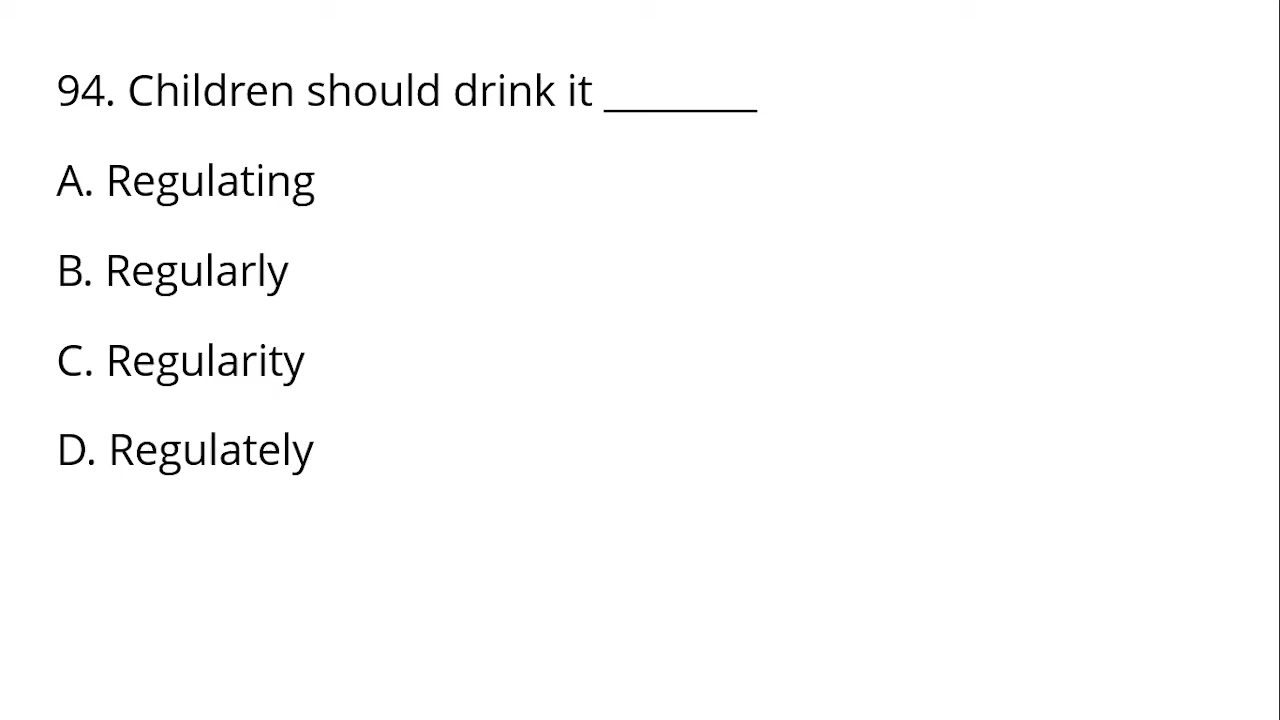 94. Children should drink it ________
A. Regulating
B. Regularly
C. Regularity
D. Regulately